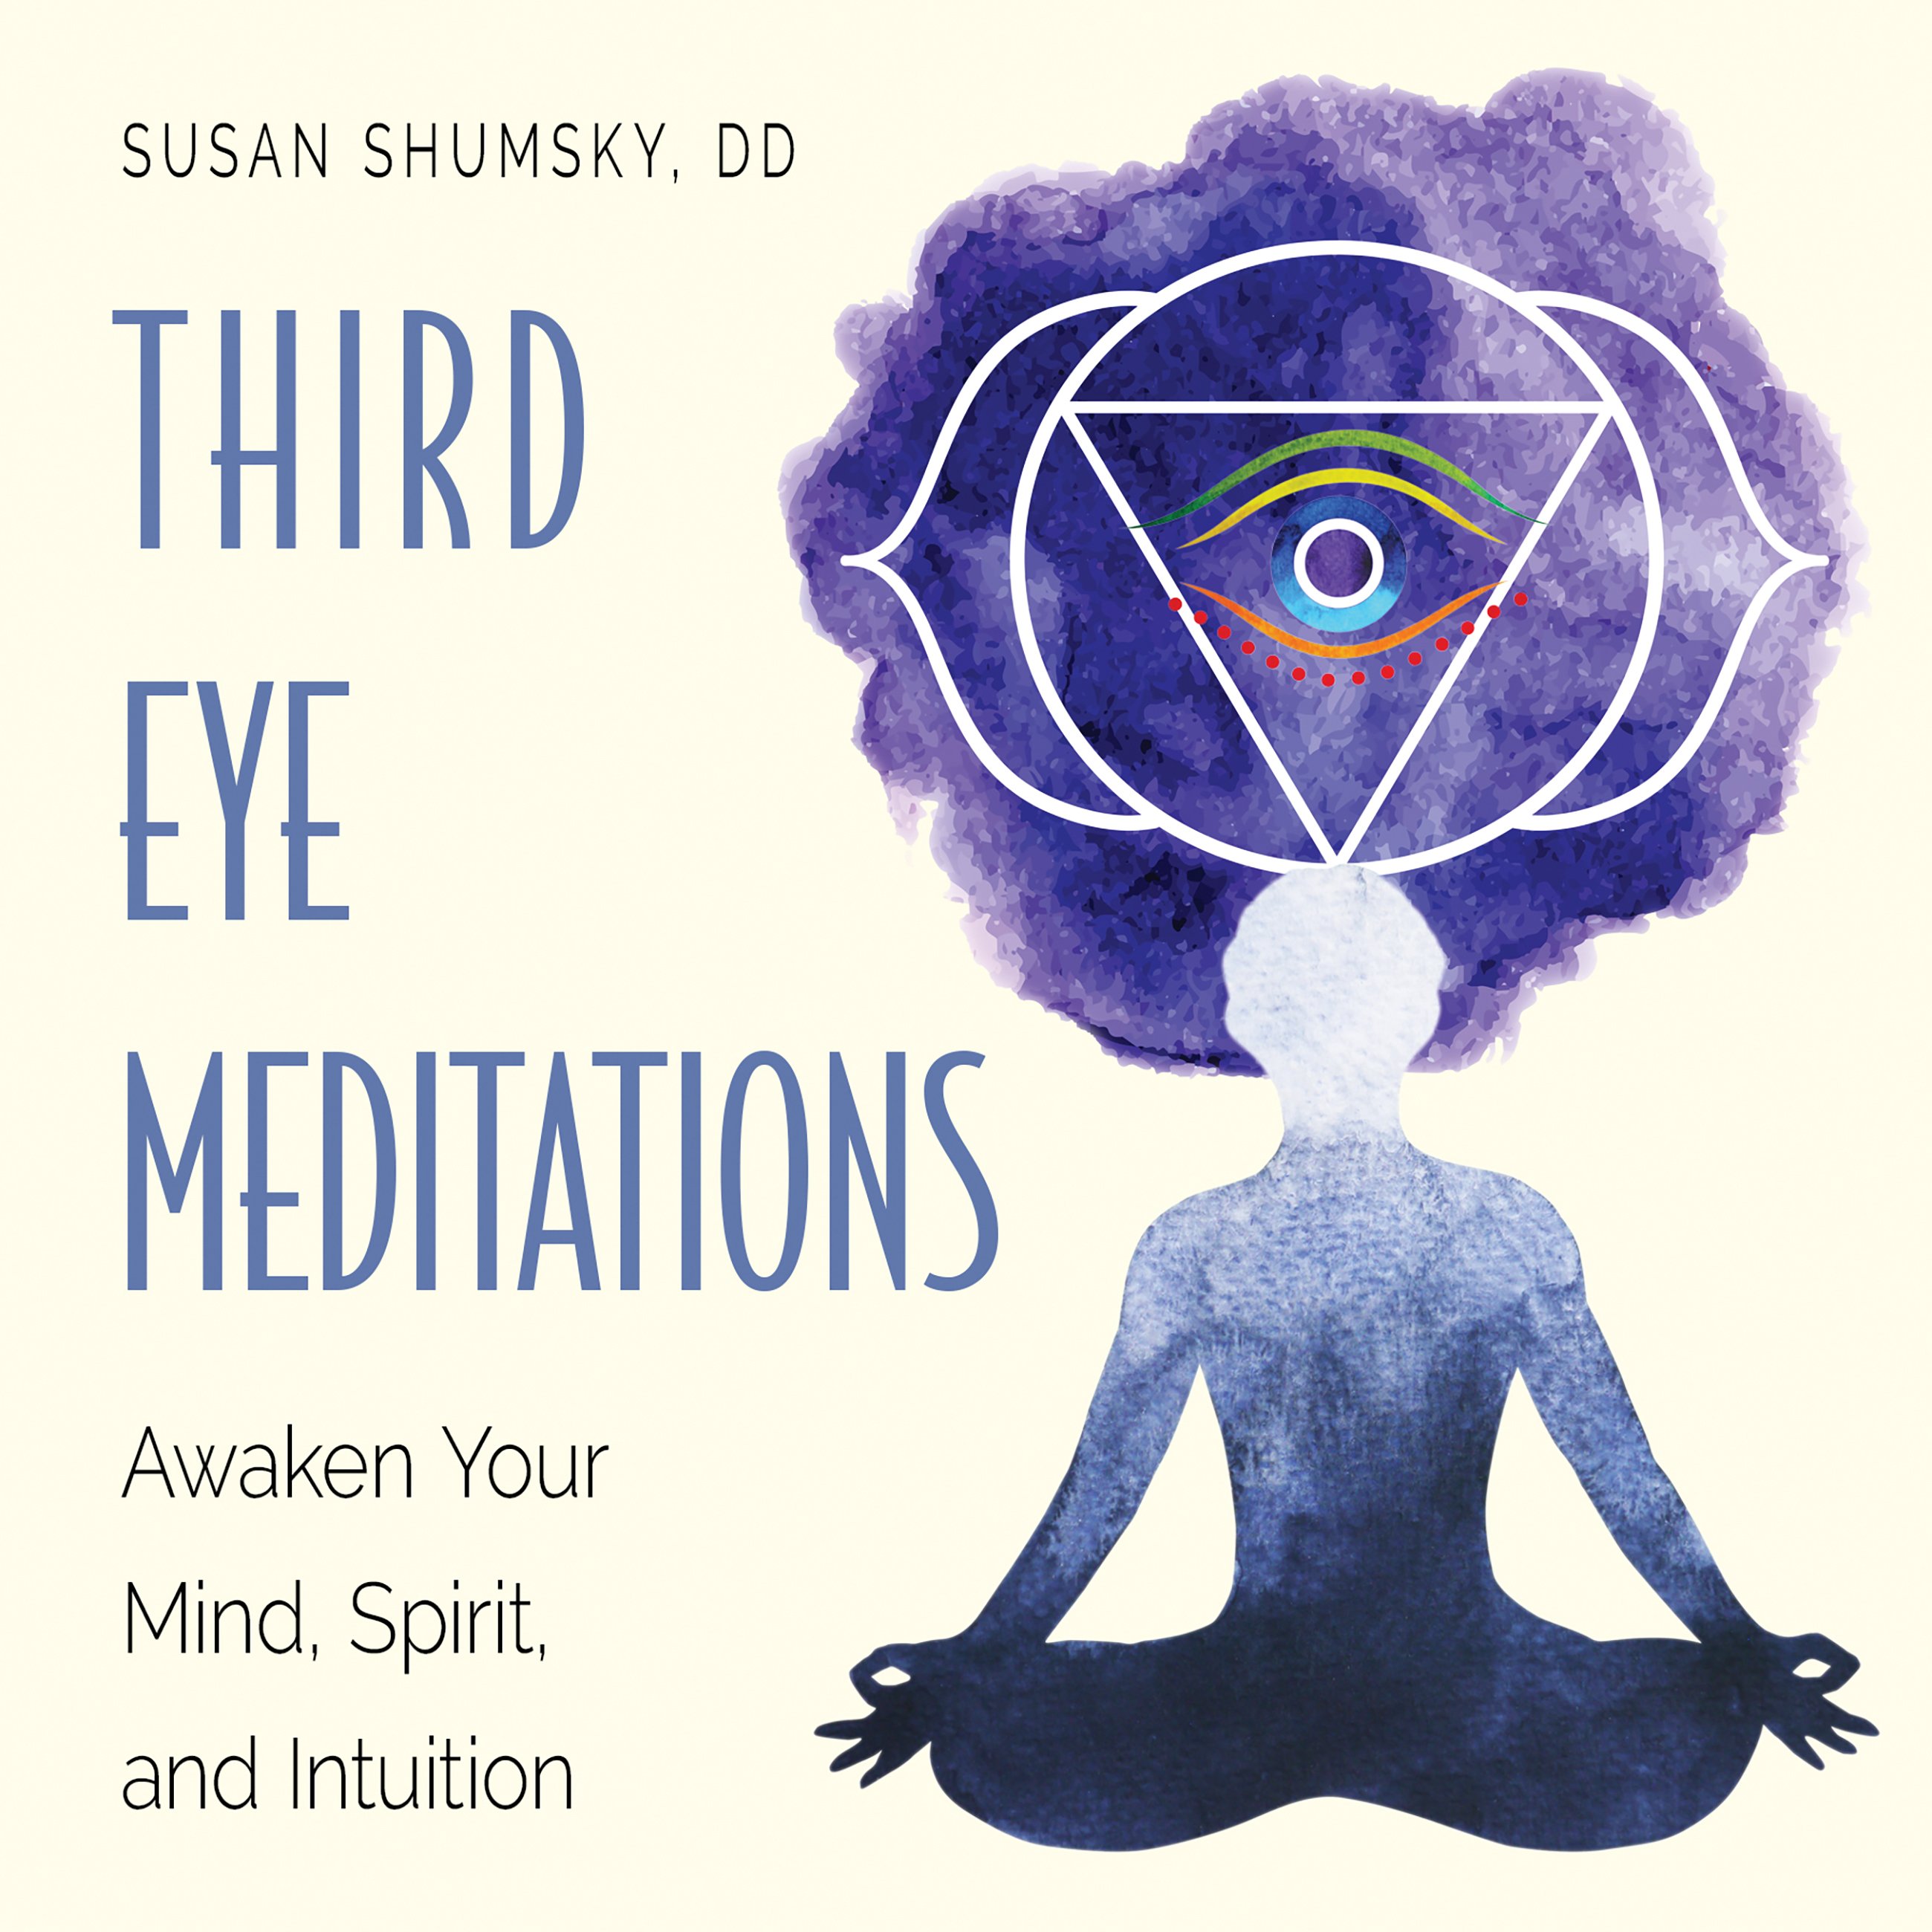 SUSAN SHUMSKY, DD
THIRD
EYE
MEDITATIONS
Awaken Your
Mind, Spirit,
and Intuition